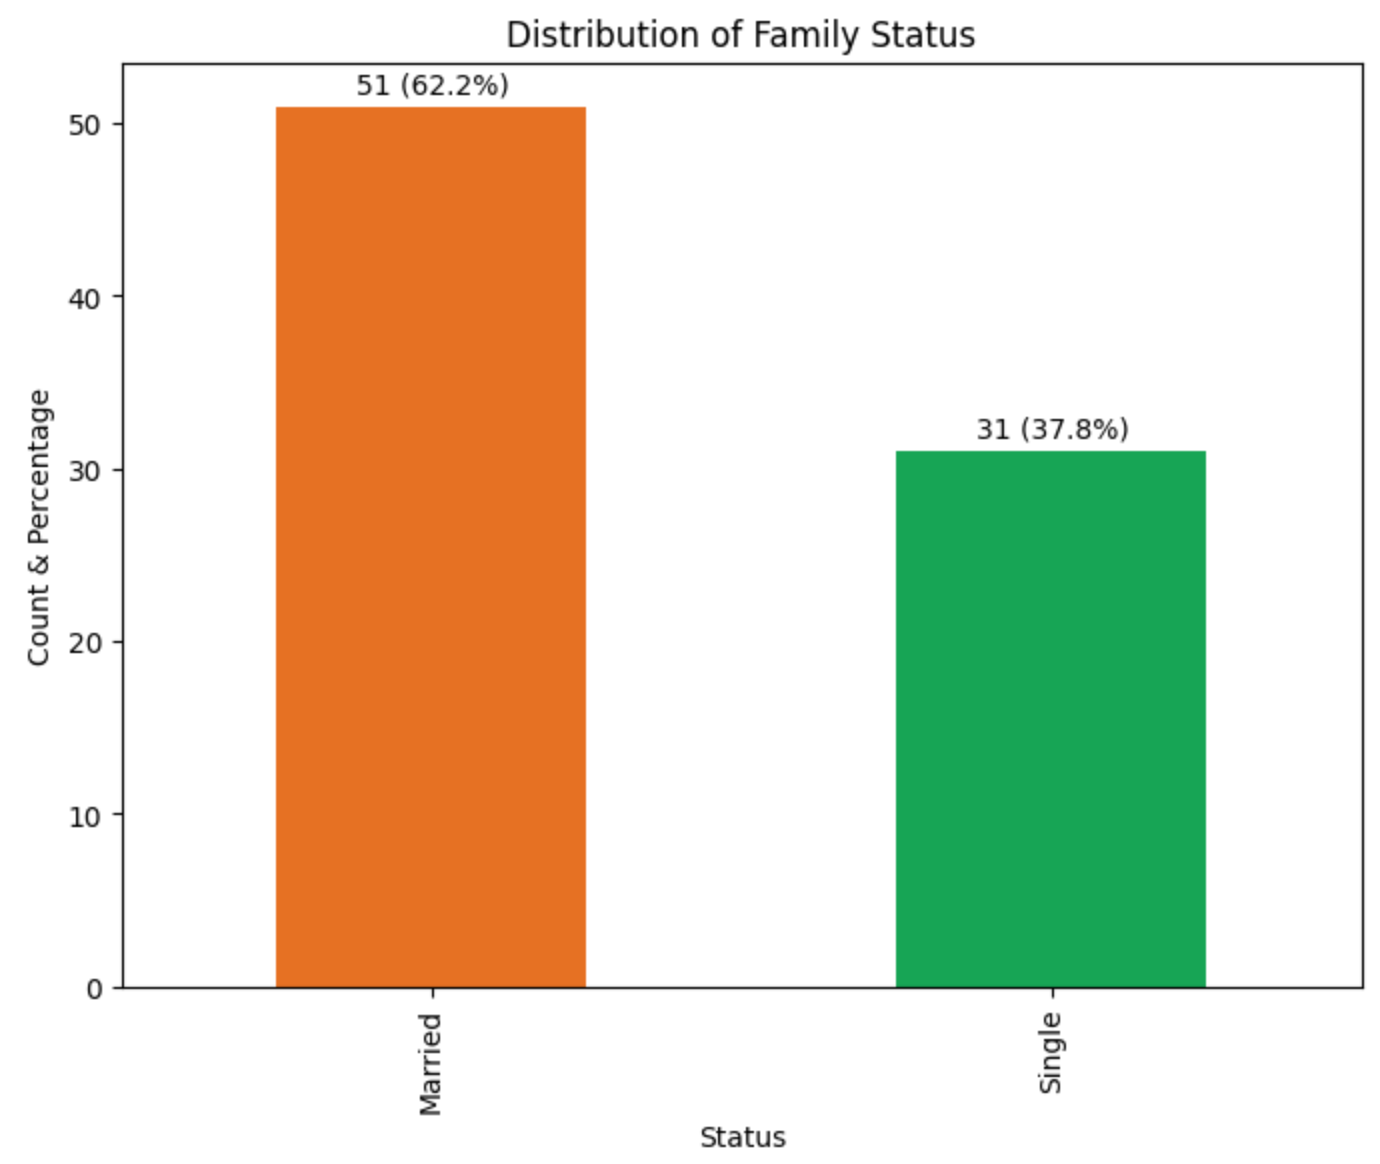 Distribution of Family Status
51 (62.2%)
50
40
31 (37.8%)
30
20
10
0
Count & Percentage
Married
Single
Status